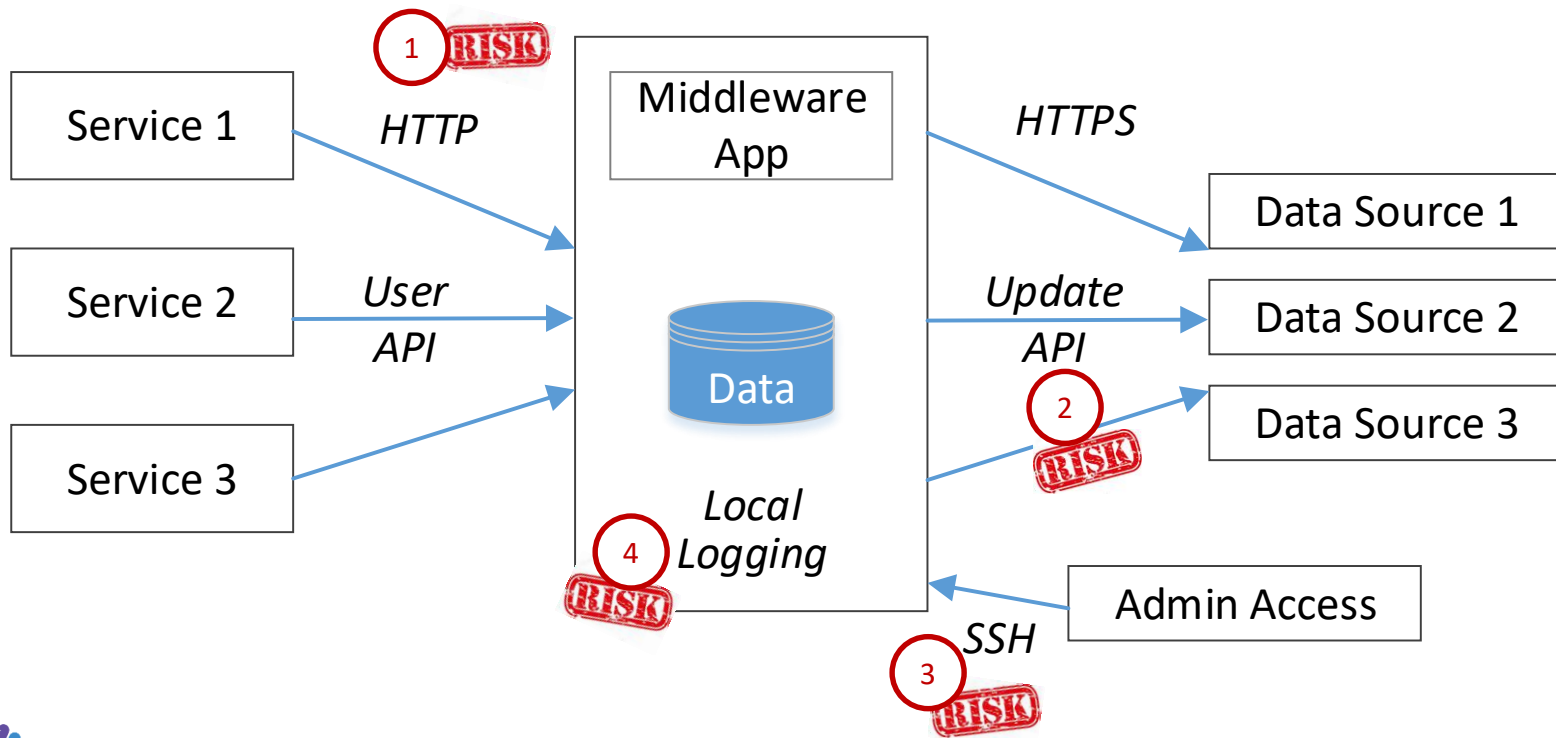 1
RISK
Service 1
HTTP
Middleware
App
HTTPS
Data Source 1
Service 2
User
API
Data
Update
API
Data Source 2
2
RISK
Data Source 3
Service 3
Local
Logging
4
RISK
Admin Access
SSH
3
RISK